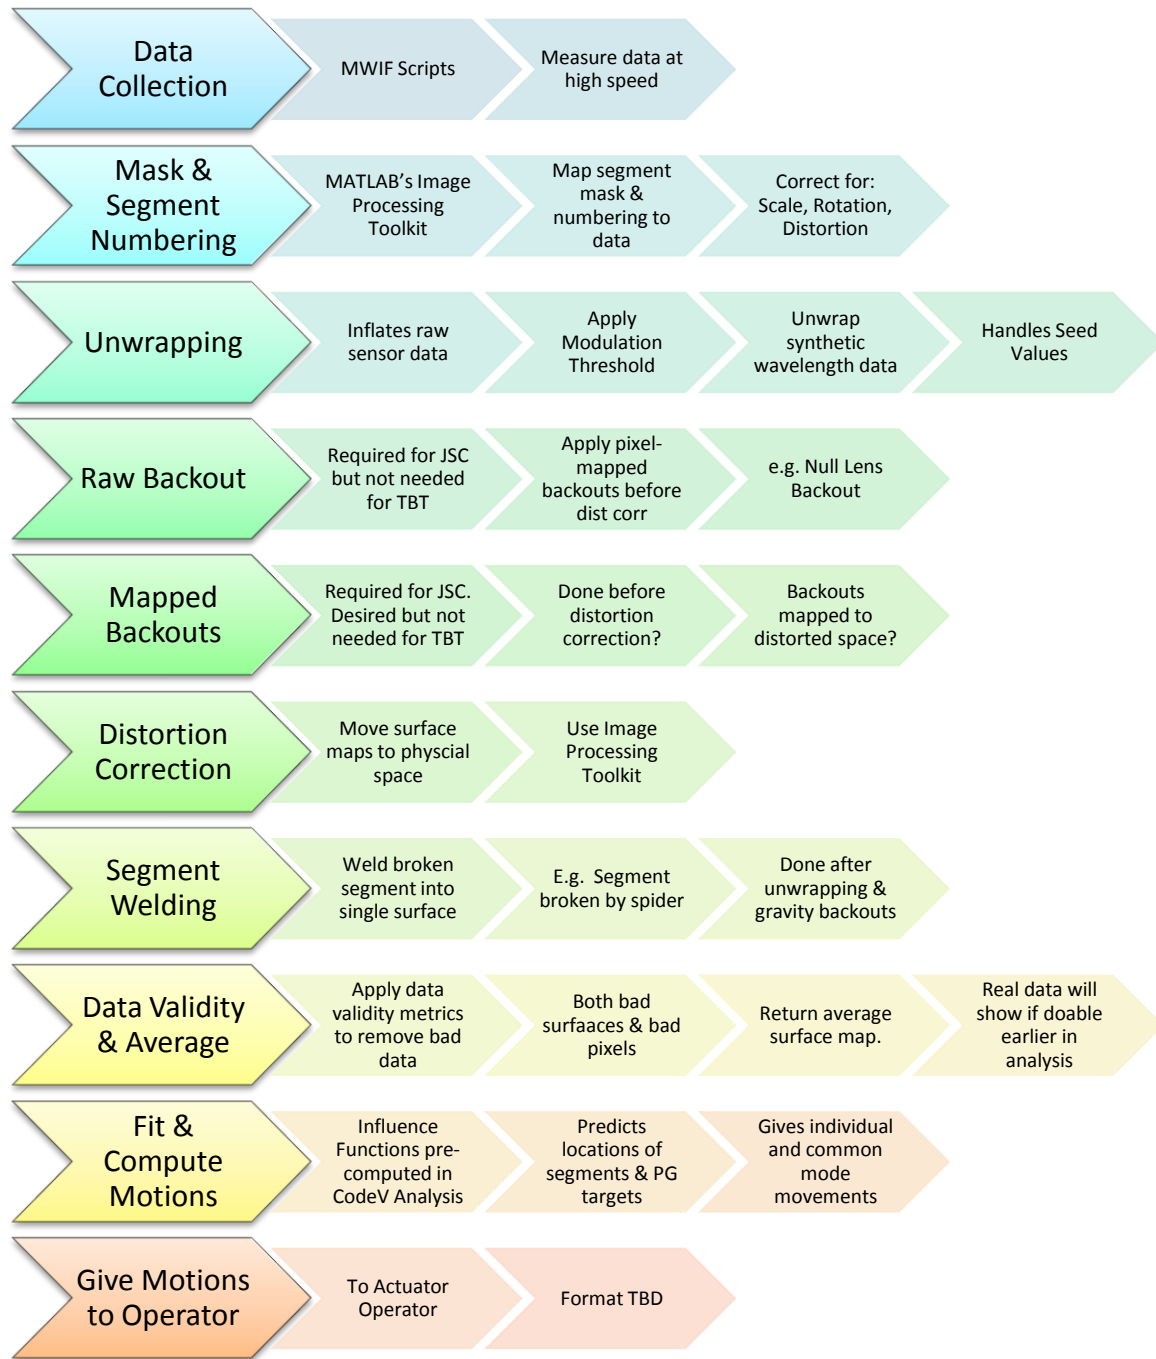 Data
Collection
MWIF Scripts
Measure data at
high speed
Mask &
Segment
Numbering
MATLAB's Image
Processing
Toolkit
Map segment
mask &
numbering to
data
Correct for:
Scale, Rotation,
Distortion
Unwrapping
Inflates raw
sensor data
Apply
Modulation
Threshold
Unwrap
synthetic
wavelength data
Handles Seed
Values
Raw Backout
Required for JSC
but not needed
for TBT
Apply pixel-
mapped
backouts before
dist corr
e.g. Null Lens
Backout
Mapped
Backouts
Required for JSC.
Desired but not
needed for TBT
Done before
distortion
correction?
Backouts
mapped to
distorted space?
Distortion
Correction
Move surface
maps to physcial
space
Use Image
Processing
Toolkit
Segment
Welding
Weld broken
segment into
single surface
E.g. Segment
broken by spider
Done after
unwrapping &
gravity backouts
Data Validity
& Average
Apply data
validity metrics
to remove bad
data
Both bad
surfaaces & bad
pixels
Return average
surface map.
Real data will
show if doable
earlier in
analysis
Fit &
Compute
Motions
Influence
Functions pre-
computed in
CodeV Analysis
Predicts
locations of
segments & PG
targets
Gives individual
and common
mode
movements
Give Motions
to Operator
To Actuator
Operator
Format TBD